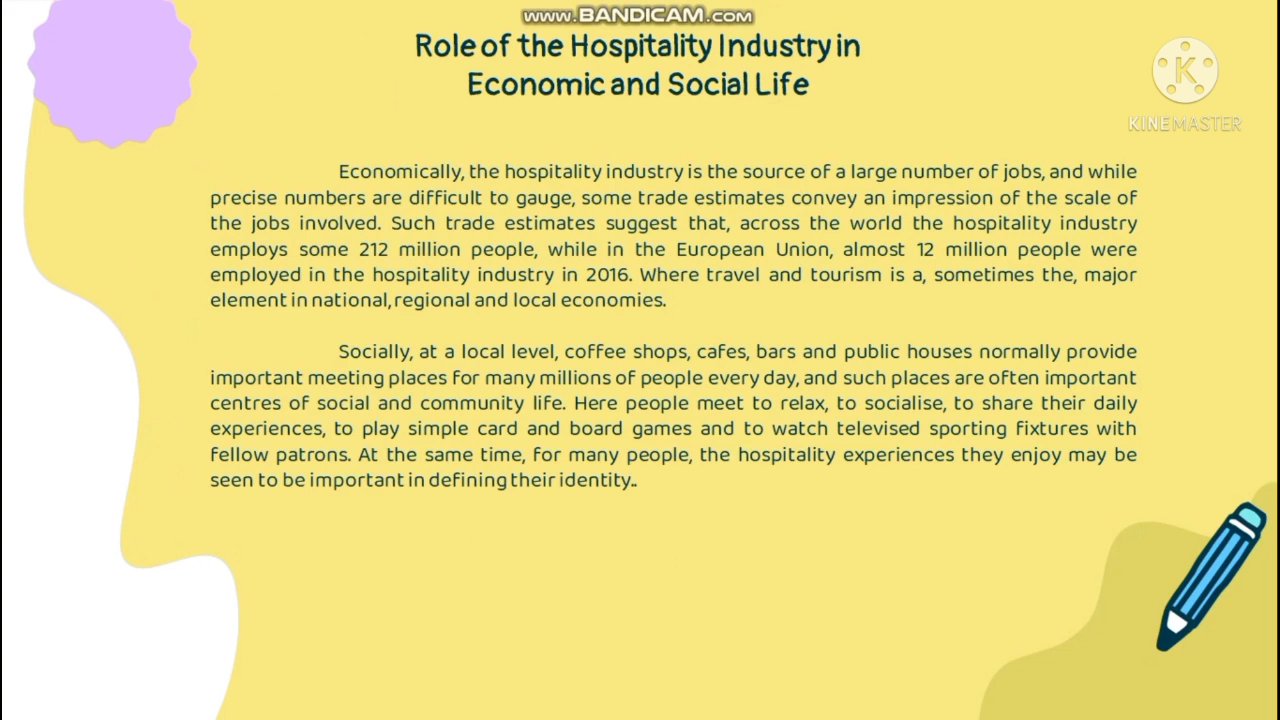 www.BANDICAM.com
Role of the Hospitality Industry in
Economic and Social Life
K
KINEMASTER
Economically, the hospitality industry is the source of a large number of jobs, and while
precise numbers are difficult to gauge, some trade estimates convey an impression of the scale of
the jobs involved. Such trade estimates suggest that, across the world the hospitality industry
employs some 212 million people, while in the European Union, almost 12 million people were
employed in the hospitality industry in 2016. Where travel and tourism is a, sometimes the, major
element in national, regional and local economies.
Socially, at a local level, coffee shops, cafes, bars and public houses normally provide
important meeting places for many millions of people every day, and such places are often important
centres of social and community life. Here people meet to relax, to socialise, to share their daily
experiences, to play simple card and board games and to watch televised sporting fixtures with
fellow patrons. At the same time, for many people, the hospitality experiences they enjoy may be
seen to be important in defining their identity..